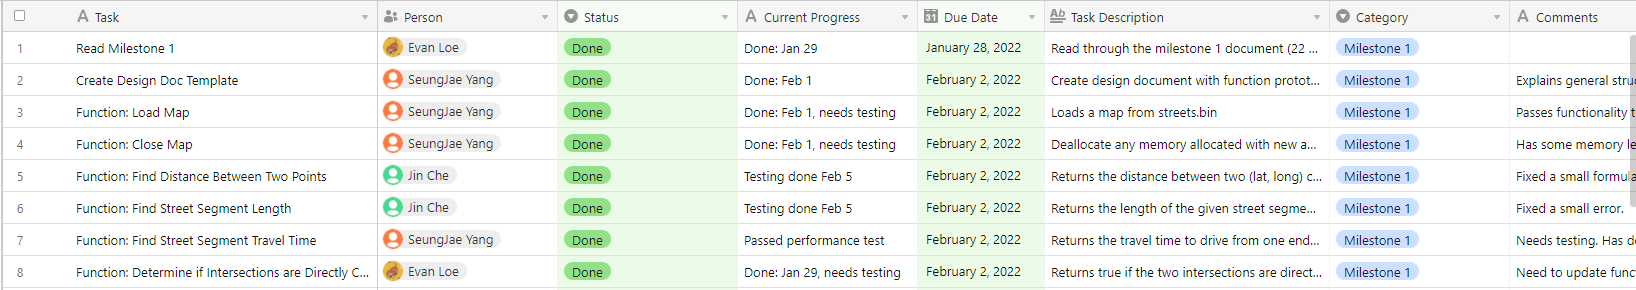 Task Person Status Current Progress 31 Due Date Ab Task Description Category A Comments
1 Read Milestone 1 Evan Loe Done Done: Jan 29 January 28, 2022 Read through the milestone 1 document (22 ... Milestone 1
2 Create Design Doc Template SeungJae Yang Done Done: Feb 1 February 2, 2022 Create design document with function protot... Milestone 1 Explains general stru
3 Function: Load Map SeungJae Yang Done Done: Feb 1, needs testing February 2, 2022 Loads a map from streets.bin Milestone 1 Passes functionality t
4 Function: Close Map SeungJae Yang Done Done: Feb 1, needs testing February 2, 2022 Deallocate any memory allocated with new a... Milestone 1 Has some memory le
5 Function: Find Distance Between Two Points Jin Che Done Testing done Feb 5 February 2, 2022 Returns the distance between two (lat, long) c... Milestone 1 Fixed a small formula
6 Function: Find Street Segment Length Jin Che Done Testing done Feb 5 February 2, 2022 Returns the length of the given street segme... Milestone 1 Fixed a small error.
7 Function: Find Street Segment Travel Time SeungJae Yang Done Passed performance test February 2, 2022 Returns the travel time to drive from one end... Milestone 1 Needs testing. Has de
8 Function: Determine if Intersections are Directly C... Evan Loe Done Done: Jan 29, needs testing February 2, 2022 Returns true if the two intersections are direct... Milestone 1 Need to update func